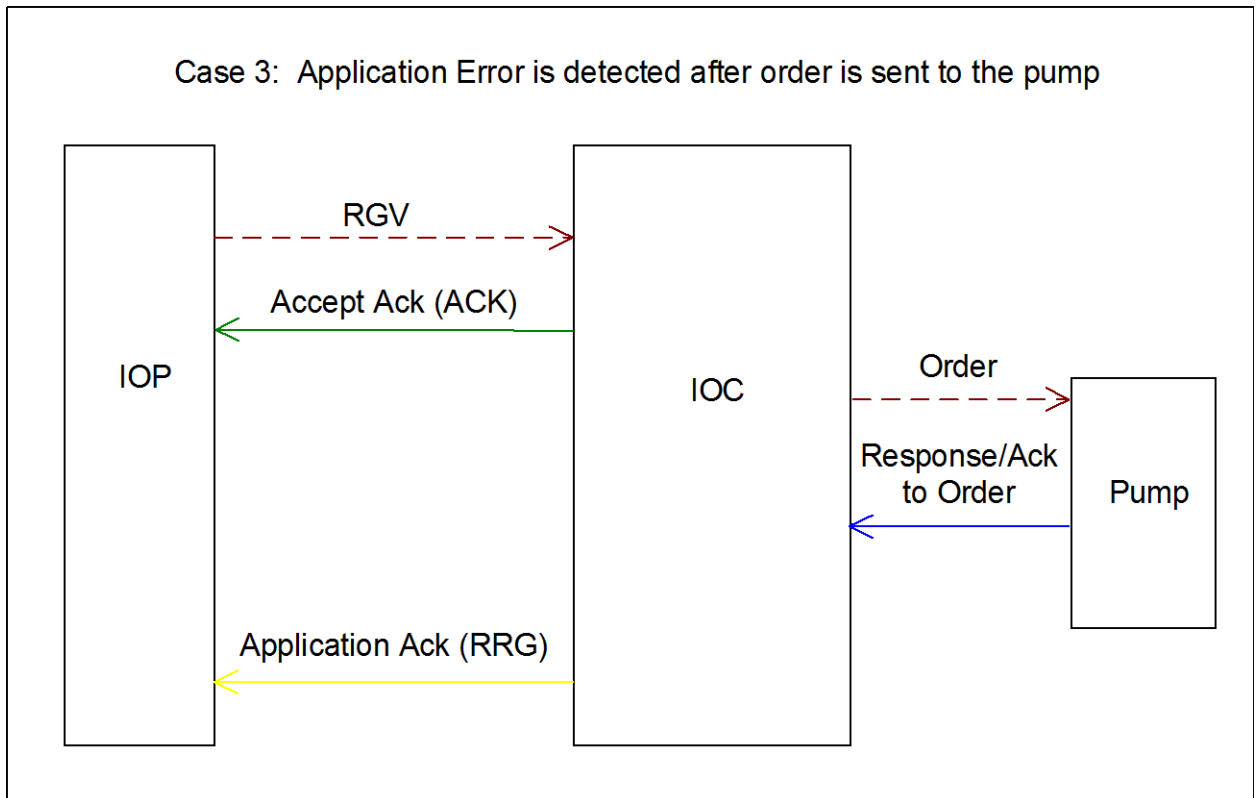 Case 3:  Application Error is detected after order is sent to the pump
RGV
Accept Ack (ACK)
IOP
IOC
Order
Response/Ack
to Order
Pump
Application Ack (RRG)